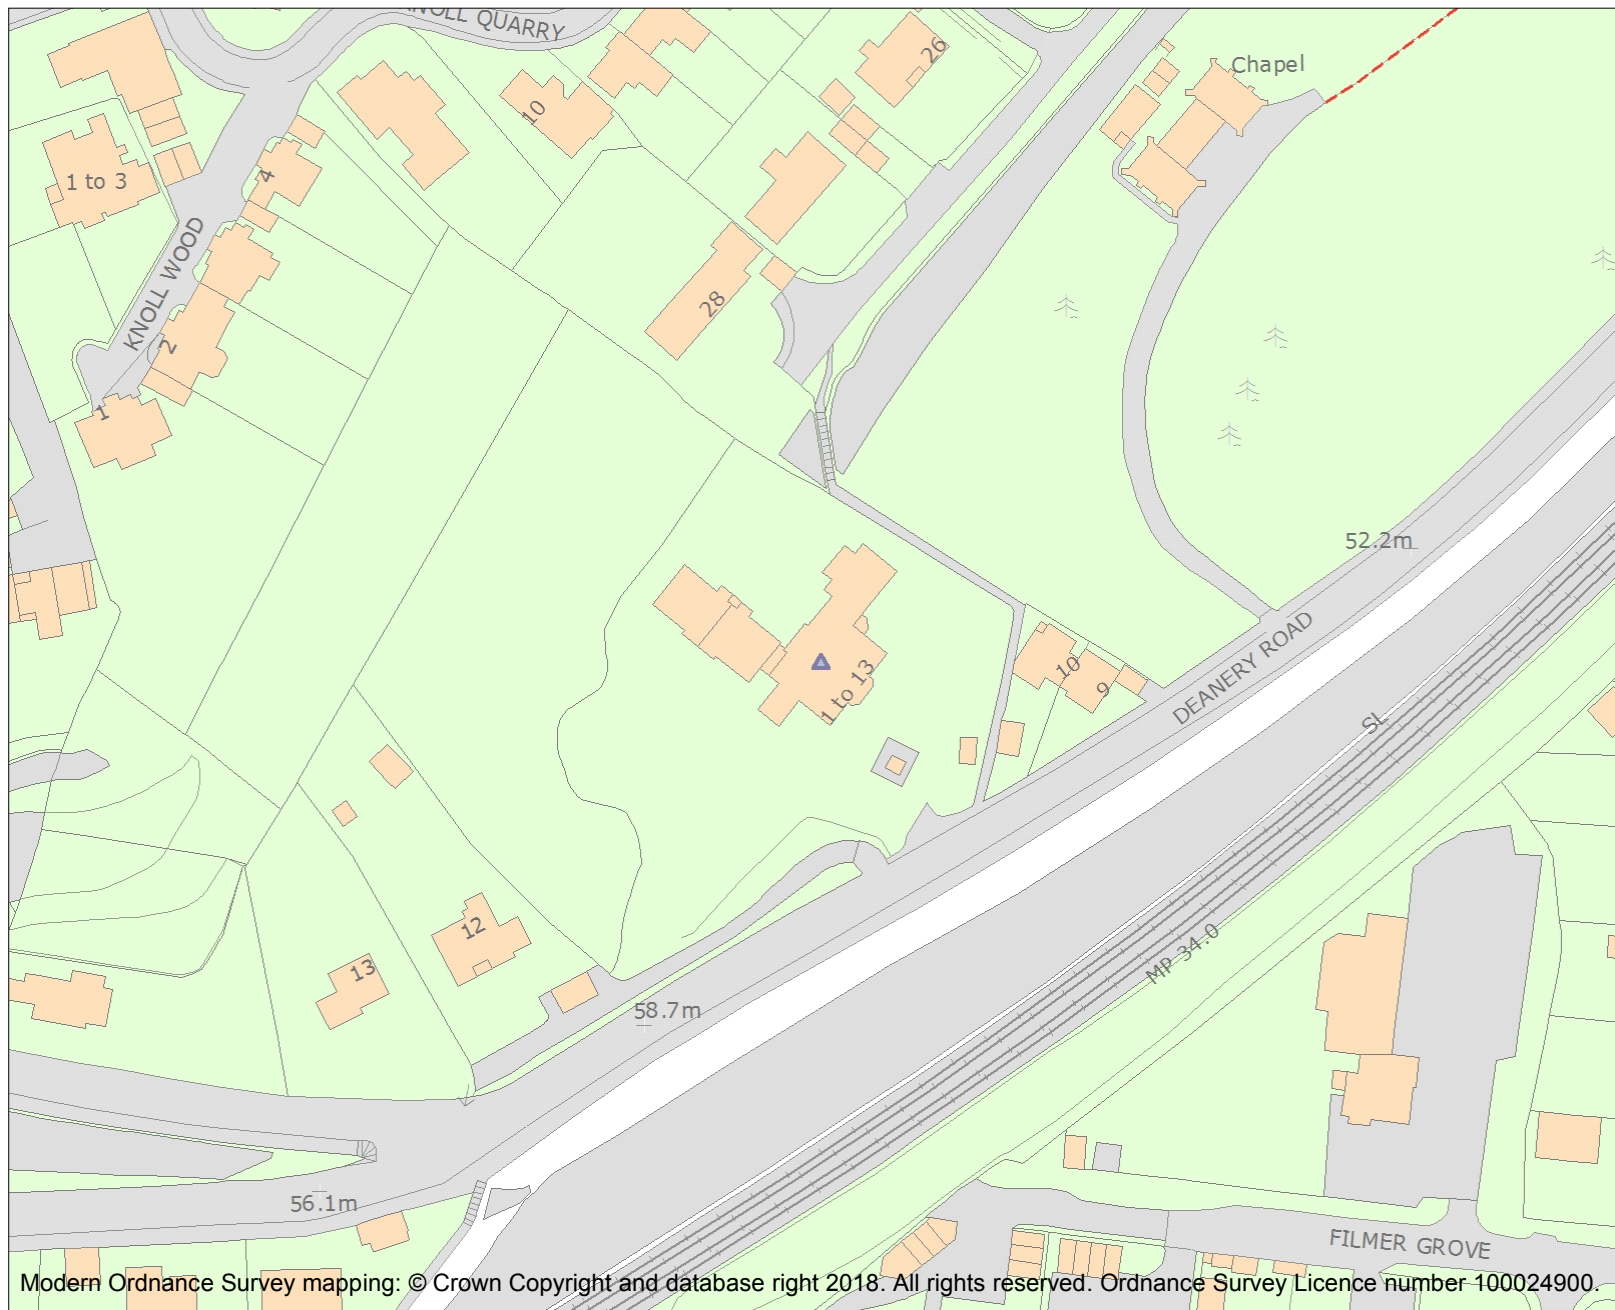 KNOLL QUARRY
26
Chapel
10
1 to 3
4
KNOLL WOOD
28
2
1
52.2m
DEANERY ROAD
10
9
1 to 13
SL
12
13
MP 34.0
58.7m
56.1m
FILMER GROVE
Modern Ordnance Survey mapping: © Crown Copyright and database right 2018. All rights reserved. Ordnance Survey Licence number 100024900.